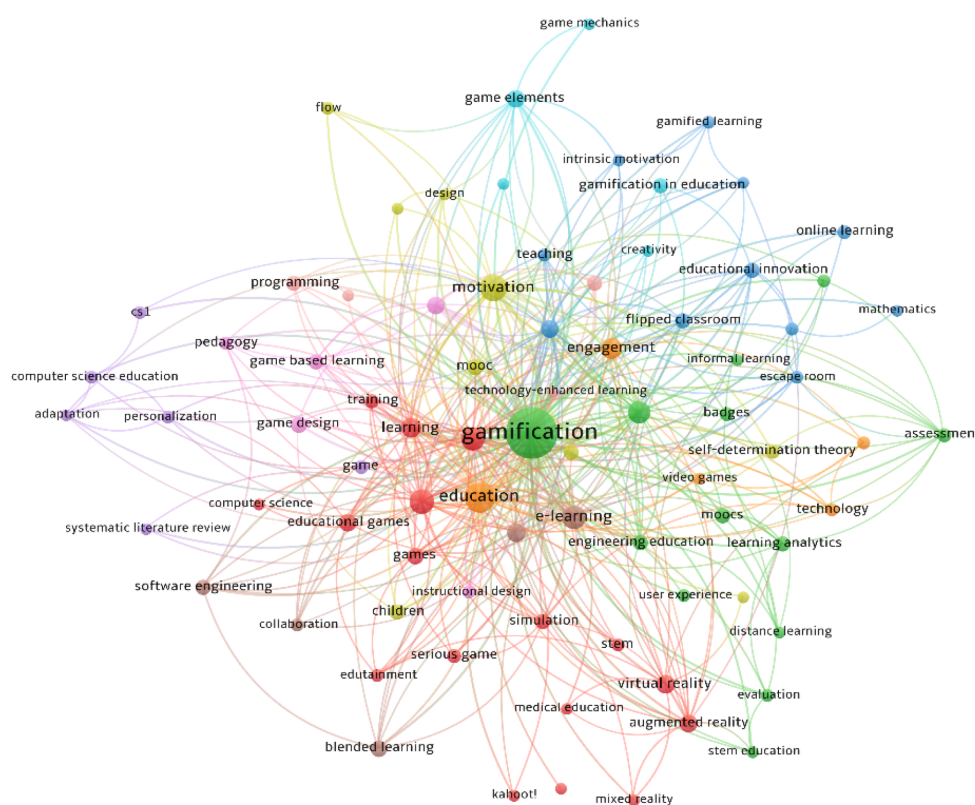 game mechanics
game elements
flow
gamified learning
intrinsic motivation
gamification in education
design
online learning
teaching
creativity
educational innovation
programming
motivation
cs1
mathematics
flipped classroom
pedagogy
engagement
game based learning
informal learning
mooc
computer science education
technology-enhanced learning
escape room
training
adaptation
personalization
badges
game design
learning
gamification
assessmen
self-determination theory
game
video games
education
computer science
technology
moocs
e-learning
educational games
systematic literature review
engineering education
learning analytics
games
software engineering
instructional design
user experience
children
collaboration
simulation
distance learning
stem
serious game
edutainment
virtual reality
evaluation
medical education
augmented reality
blended learning
stem education
kahoot!
mixed reality